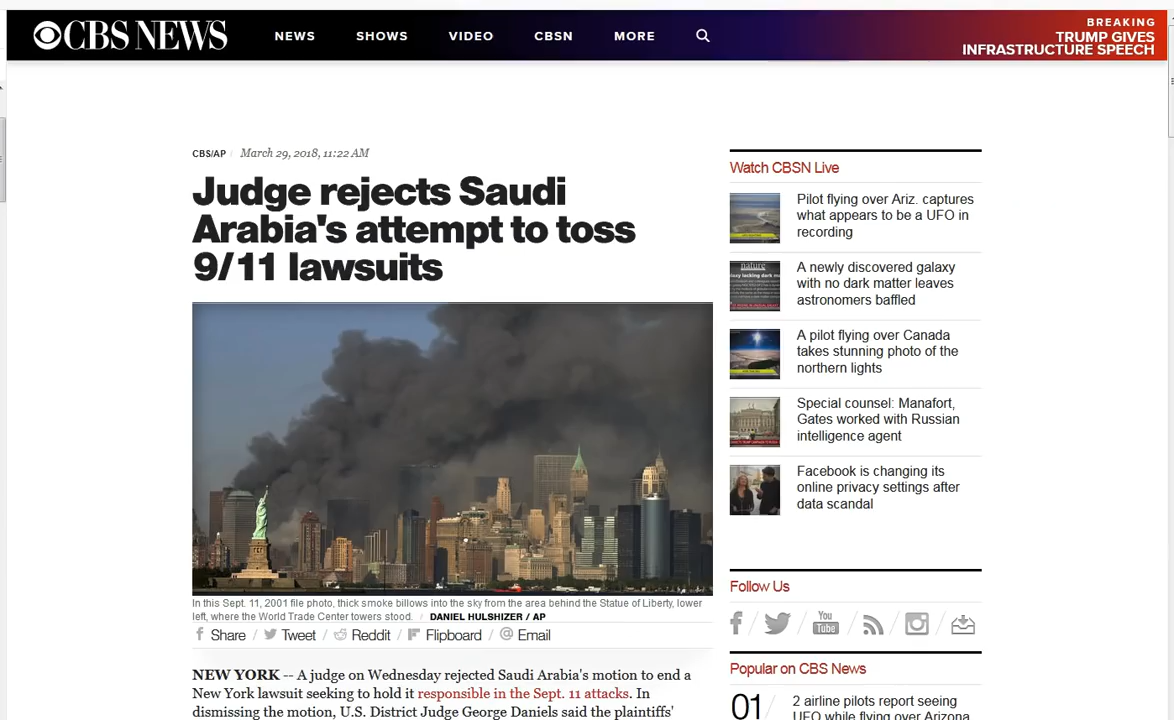 CBS NEWS
NEWS SHOWS VIDEO CBSN MORE
BREAKING
TRUMP GIVES
INFRASTRUCTURE SPEECH
CBS/AP / March 29, 2018, 11:22 AM
Judge rejects Saudi
Arabia's attempt to toss
9/11 lawsuits
In this Sept. 11, 2001 file photo, thick smoke billows into the sky from the area behind the Statue of Liberty, lower
left, where the World Trade Center towers stood. / DANIEL HULSHIZER / AP
Share / Tweet / Reddit / Flipboard / Email
NEW YORK -- A judge on Wednesday rejected Saudi Arabia's motion to end a
New York lawsuit seeking to hold it responsible in the Sept. 11 attacks. In
dismissing the motion, U.S. District Judge George Daniels said the plaintiffs'
Watch CBSN Live
Pilot flying over Ariz. captures
what appears to be a UFO in
recording
nature
A newly discovered galaxy
with no dark matter leaves
astronomers baffled
A pilot flying over Canada
takes stunning photo of the
northern lights
Special counsel: Manafort,
Gates worked with Russian
intelligence agent
Facebook is changing its
online privacy settings after
data scandal
Follow Us
You
Tube
Popular on CBS News
01 / 2 airline pilots report seeing
UFO while flying over Arizona